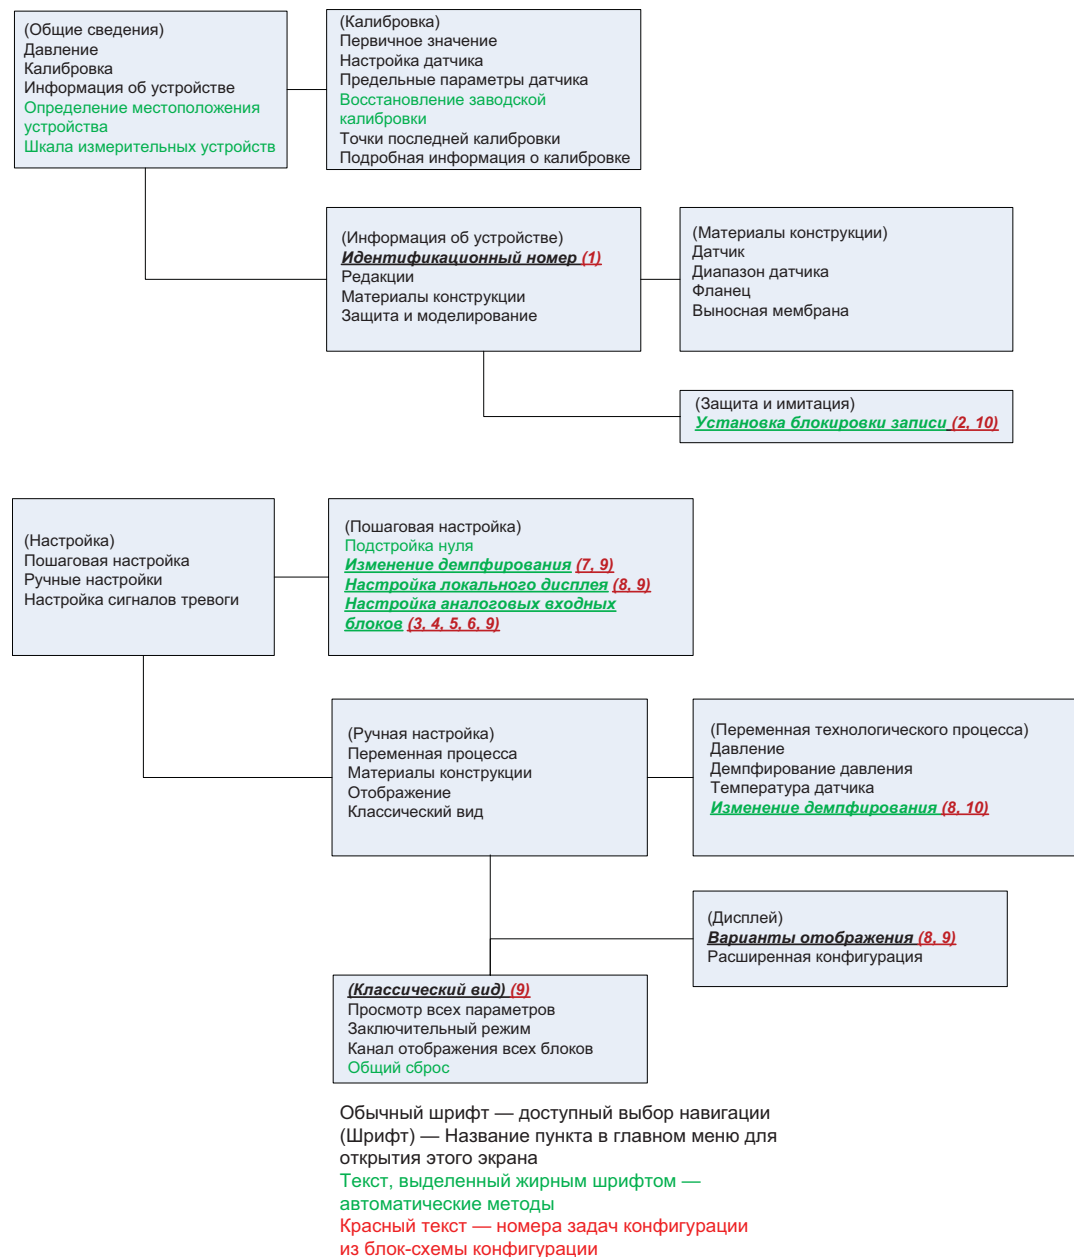 (Общие сведения)
Давление
Калибровка
Информация об устройстве
Определение местоположения
устройства
Шкала измерительных устройств
(Калибровка)
Первичное значение
Настройка датчика
Предельные параметры датчика
Восстановление заводской
калибровки
Точки последней калибровки
Подробная информация о калибровке
(Информация об устройстве)
Идентификационный номер (1)
Редакции
Материалы конструкции
Защита и моделирование
(Материалы конструкции)
Датчик
Диапазон датчика
Фланец
Выносная мембрана
(Защита и имитация)
Установка блокировки записи (2, 10)
(Настройка)
Пошаговая настройка
Ручные настройки
Настройка сигналов тревоги
(Пошаговая настройка)
Подстройка нуля
Изменение демпфирования (7, 9)
Настройка локального дисплея (8, 9)
Настройка аналоговых входных
блоков (3, 4, 5, 6, 9)
(Ручная настройка)
Переменная процесса
Материалы конструкции
Отображение
Классический вид
(Переменная технологического процесса)
Давление
Демпфирование давления
Температура датчика
Изменение демпфирования (8, 10)
(Дисплей)
Варианты отображения (8, 9)
Расширенная конфигурация
(Классический вид) (9)
Просмотр всех параметров
Заключительный режим
Канал отображения всех блоков
Общий сброс
Обычный шрифт — доступный выбор навигации
(Шрифт) — Название пункта в главном меню для
открытия этого экрана
Текст, выделенный жирным шрифтом —
автоматические методы
Красный текст — номера задач конфигурации
из блок-схемы конфигурации